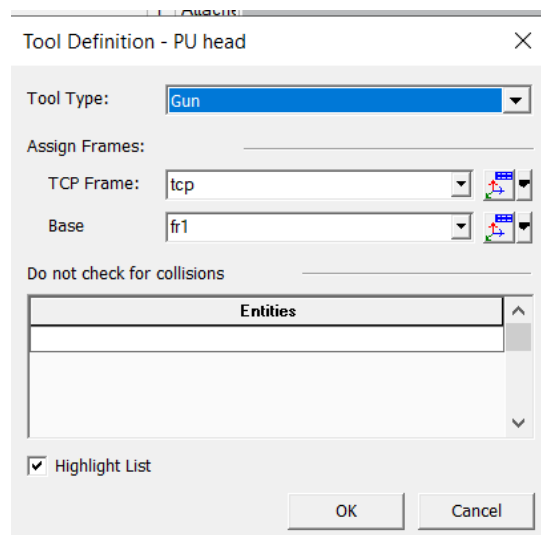 Tool Definition - PU head
Tool Type: Gun
Assign Frames:
TCP Frame: tcp
Base fr1
Do not check for collisions
Entities
Highlight List
OK Cancel